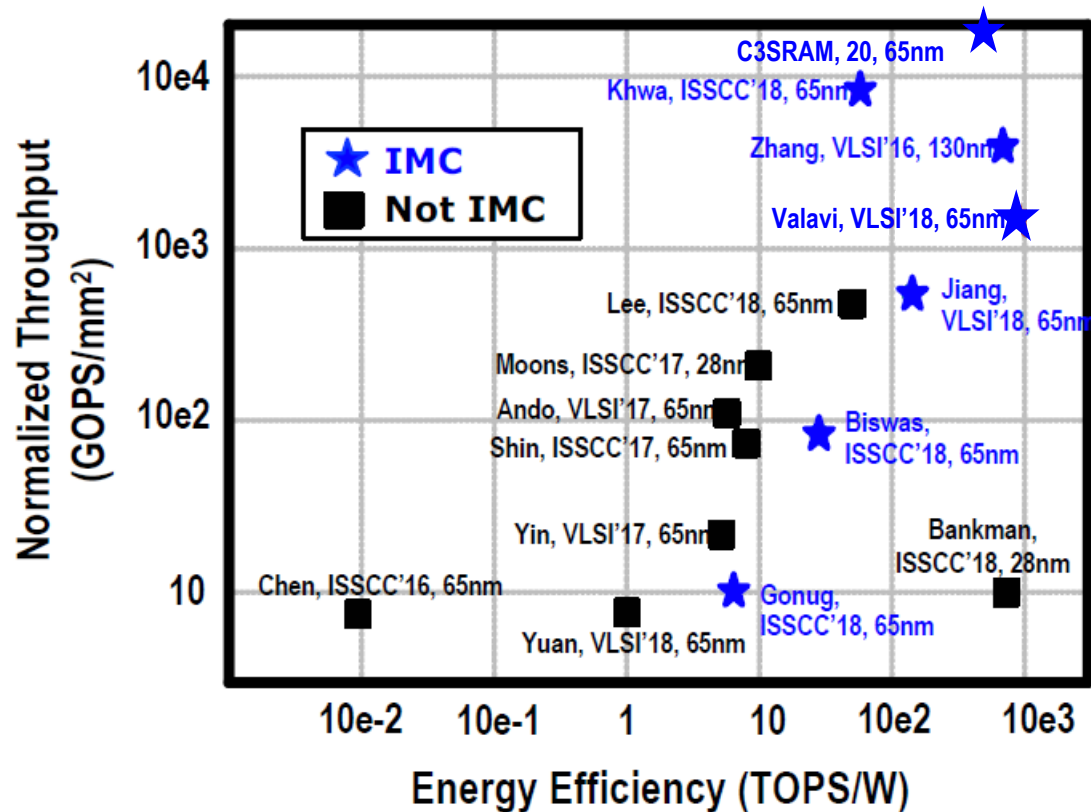 C3SRAM, 20, 65nm
10e4
Khwa, ISSCC'18, 65nm
IMC
Not IMC
Zhang, VLSI'16, 130nm
Valavi, VLSI'18, 65nm
10e3
Jiang,
VLSI'18, 65nm
Lee, ISSCC'18, 65nm
Moons, ISSCC'17, 28nm
Ando, VLSI'17, 65nm
10e2
Biswas,
ISSCC'18, 65nm
Shin, ISSCC'17, 65nm
Yin, VLSI'17, 65nm
Bankman,
ISSCC'18, 28nm
Chen, ISSCC'16, 65nm
10
Gonug,
ISSCC'18, 65nm
Yuan, VLSI'18, 65nm
Normalized Throughput
(GOPS/mm²)
10e-2 10e-1 1 10 10e2 10e3
Energy Efficiency (TOPS/W)